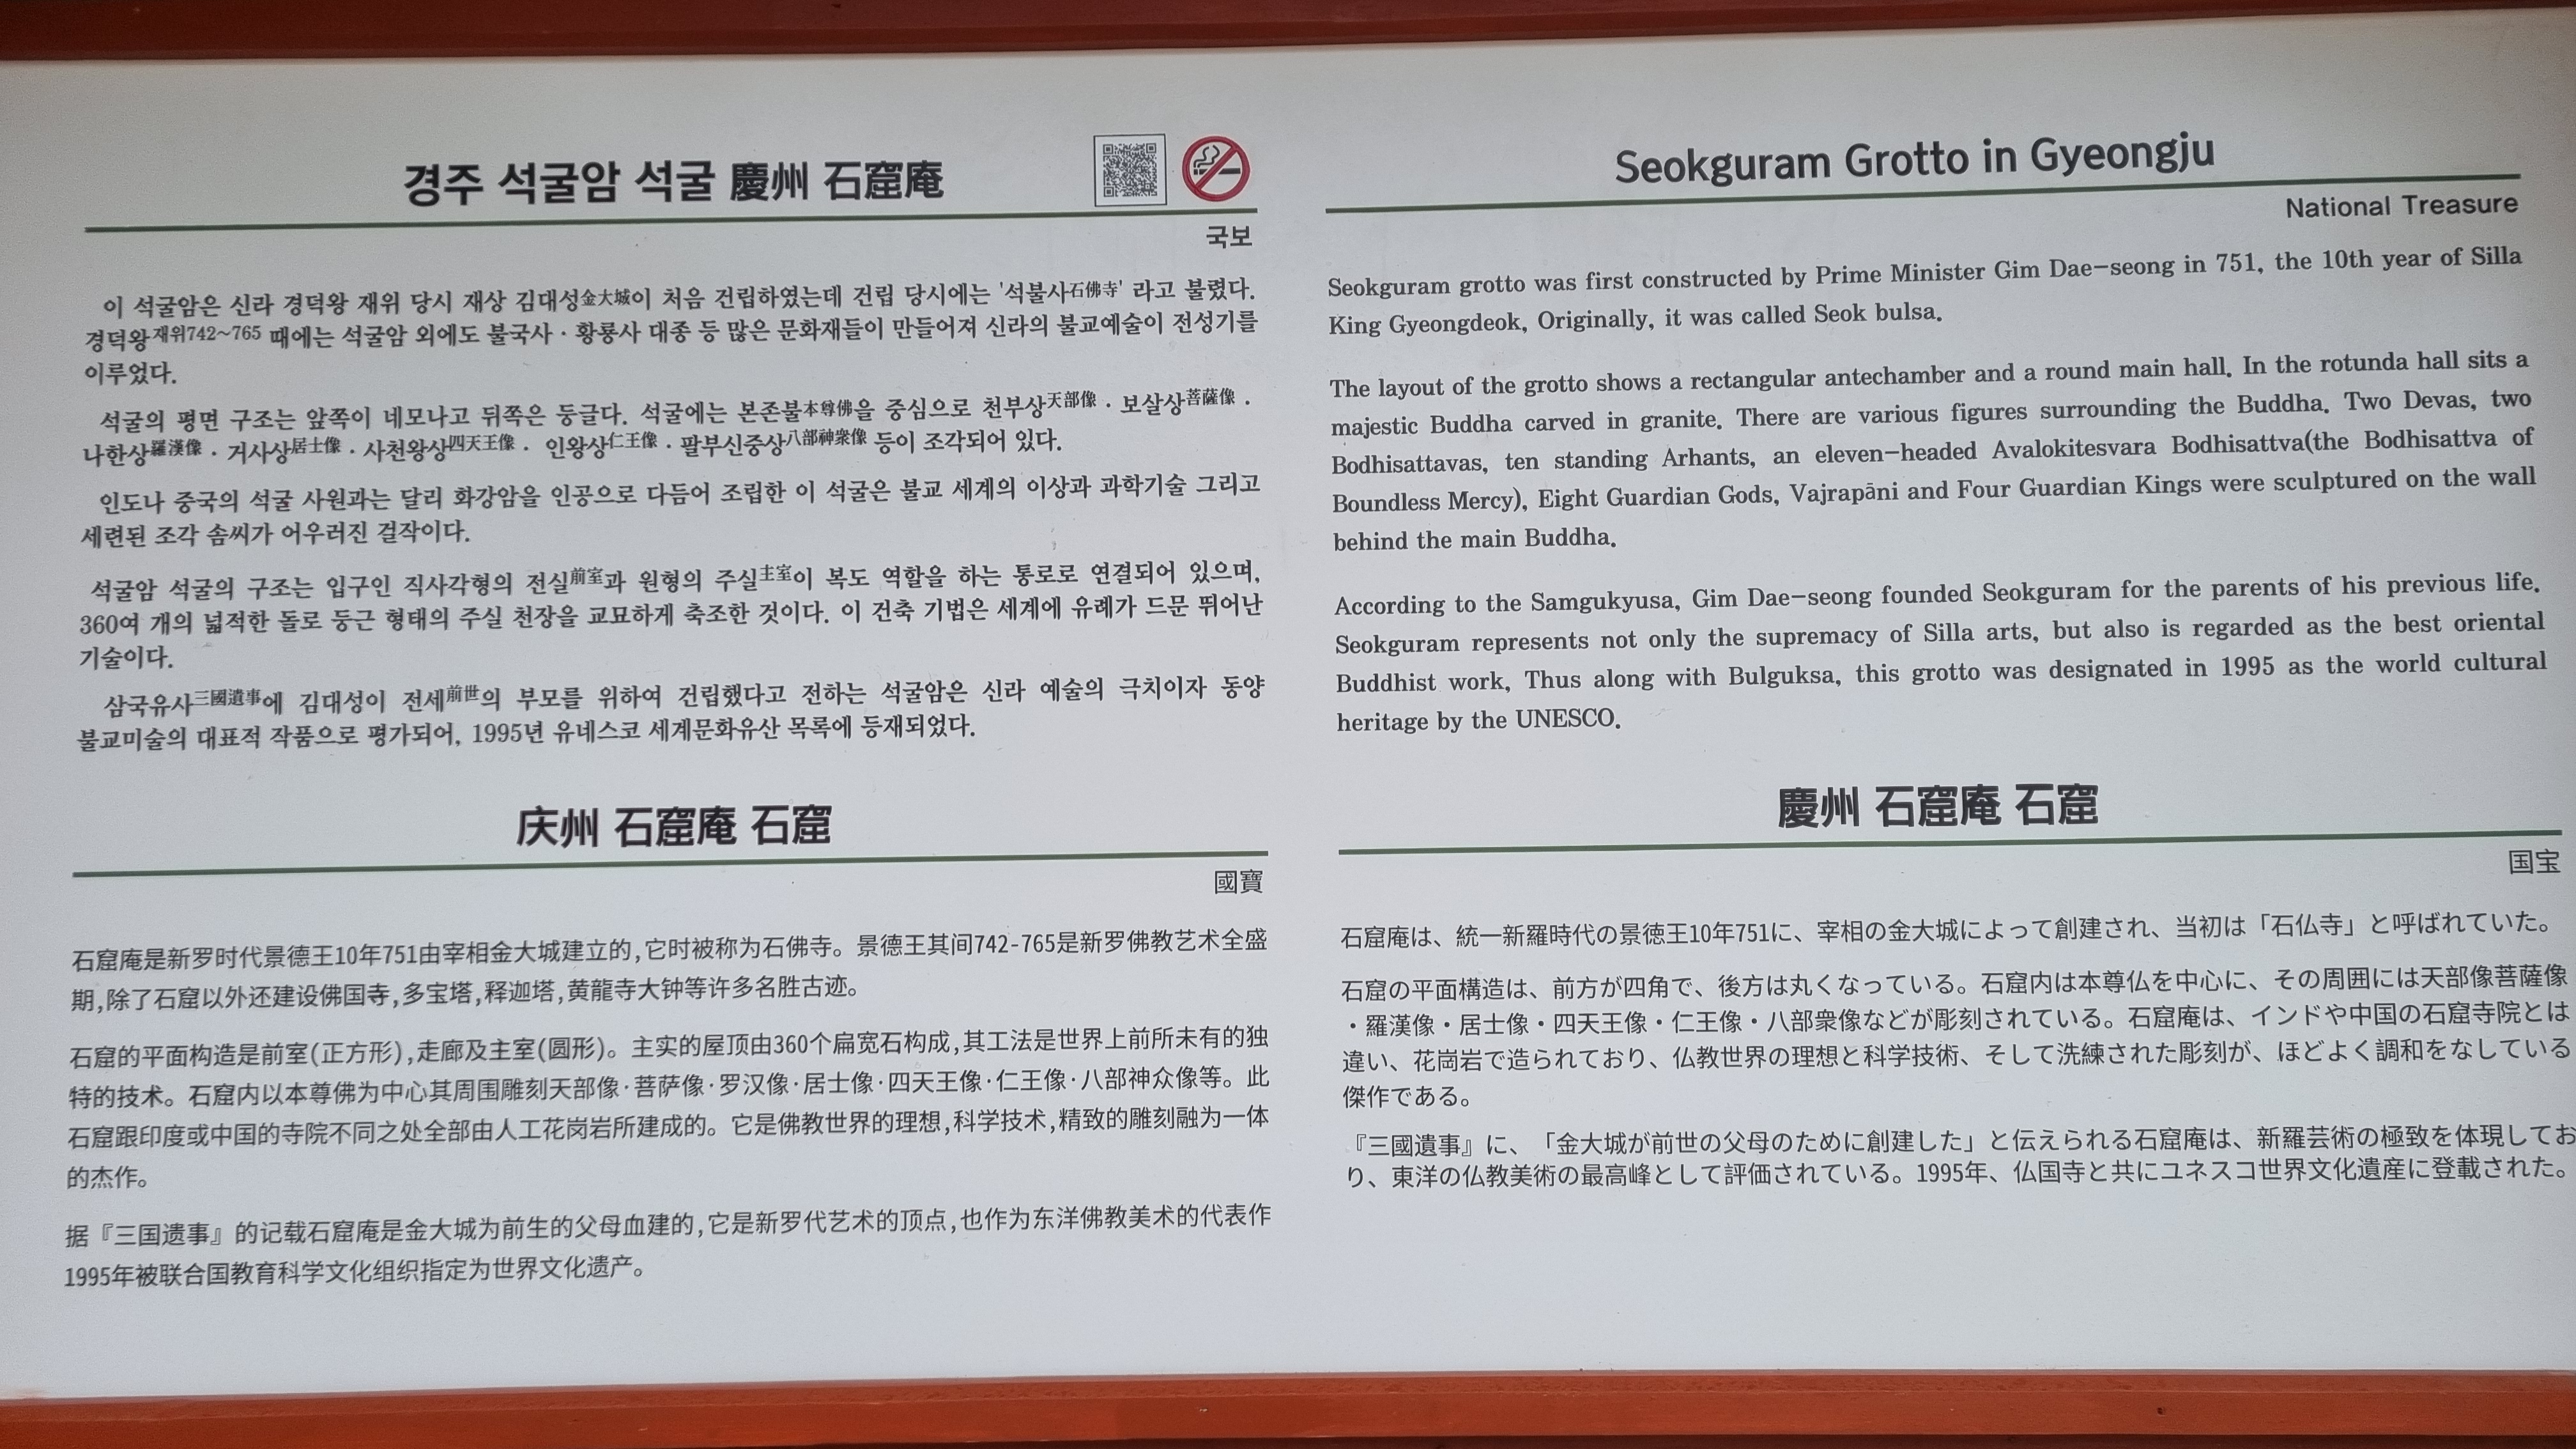 경주 석굴암 석굴 慶州 石窟庵
국보
이 석굴암은 신라 경덕왕 재위 당시 재상 김대성金大城이 처음 건립하였는데 건립 당시에는 '석불사石佛寺' 라고 불렸다.
경덕왕재위742~765 때에는 석굴암 외에도 불국사 · 황룡사 대종 등 많은 문화재들이 만들어져 신라의 불교예술이 전성기를
이루었다.
석굴의 평면 구조는 앞쪽이 네모나고 뒤쪽은 둥글다. 석굴에는 본존불本尊佛을 중심으로 천부상天部像 · 보살상菩薩像 ·
나한상羅漢像 · 거사상居士像 · 사천왕상四天王像 · 인왕상仁王像 · 팔부신중상八部神衆像 등이 조각되어 있다.
인도나 중국의 석굴 사원과는 달리 화강암을 인공으로 다듬어 조립한 이 석굴은 불교 세계의 이상과 과학기술 그리고
세련된 조각 솜씨가 어우러진 걸작이다.
석굴암 석굴의 구조는 입구인 직사각형의 전실前室과 원형의 주실主室이 복도 역할을 하는 통로로 연결되어 있으며,
360여 개의 넓적한 돌로 둥근 형태의 주실 천장을 교묘하게 축조한 것이다. 이 건축 기법은 세계에 유례가 드문 뛰어난
기술이다.
삼국유사三國遺事에 김대성이 전세前世의 부모를 위하여 건립했다고 전하는 석굴암은 신라 예술의 극치이자 동양
불교미술의 대표적 작품으로 평가되어, 1995년 유네스코 세계문화유산 목록에 등재되었다.
Seokguram Grotto in Gyeongju
National Treasure
Seokguram grotto was first constructed by Prime Minister Gim Dae-seong in 751, the 10th year of Silla
King Gyeongdeok, Originally, it was called Seok bulsa.
The layout of the grotto shows a rectangular antechamber and a round main hall. In the rotunda hall sits a
majestic Buddha carved in granite. There are various figures surrounding the Buddha. Two Devas, two
Bodhisattavas, ten standing Arhants, an eleven-headed Avalokitesvara Bodhisattva(the Bodhisattva of
Boundless Mercy), Eight Guardian Gods, Vajrapāni and Four Guardian Kings were sculptured on the wall
behind the main Buddha.
According to the Samgukyusa, Gim Dae-seong founded Seokguram for the parents of his previous life.
Seokguram represents not only the supremacy of Silla arts, but also is regarded as the best oriental
Buddhist work, Thus along with Bulguksa, this grotto was designated in 1995 as the world cultural
heritage by the UNESCO.
庆州 石窟庵 石窟
國寶
石窟庵是新罗时代景德王10年751由宰相金大城建立的,它时被称为石佛寺。景德王其间742-765是新罗佛教艺术全盛
期,除了石窟以外还建设佛国寺,多宝塔,释迦塔,黄龍寺大钟等许多名胜古迹。
石窟的平面构造是前室(正方形),走廊及主室(圆形)。主实的屋顶由360个扁宽石构成,其工法是世界上前所未有的独
特的技术。石窟内以本尊佛为中心其周围雕刻天部像·菩萨像·罗汉像·居士像·四天王像·仁王像·八部神众像等。此
石窟跟印度或中国的寺院不同之处全部由人工花岗岩所建成的。它是佛教世界的理想,科学技术,精致的雕刻融为一体
的杰作。
据『三国遗事』的记载石窟庵是金大城为前生的父母血建的,它是新罗代艺术的顶点,也作为东洋佛教美术的代表作
1995年被联合国教育科学文化组织指定为世界文化遗产。
慶州 石窟庵 石窟
国宝
石窟庵は、統一新羅時代の景徳王10年751に、宰相の金大城によって創建され、当初は「石仏寺」と呼ばれていた。
石窟の平面構造は、前方が四角で、後方は丸くなっている。石窟内は本尊仏を中心に、その周囲には天部像菩薩像
・羅漢像・居士像・四天王像・仁王像・八部衆像などが彫刻されている。石窟庵は、インドや中国の石窟寺院とは
違い、花崗岩で造られており、仏教世界の理想と科学技術、そして洗練された彫刻が、ほどよく調和をなしている
傑作である。
『三國遺事』に、「金大城が前世の父母のために創建した」と伝えられる石窟庵は、新羅芸術の極致を体現してお
り、東洋の仏教美術の最高峰として評価されている。1995年、仏国寺と共にユネスコ世界文化遺産に登載された。